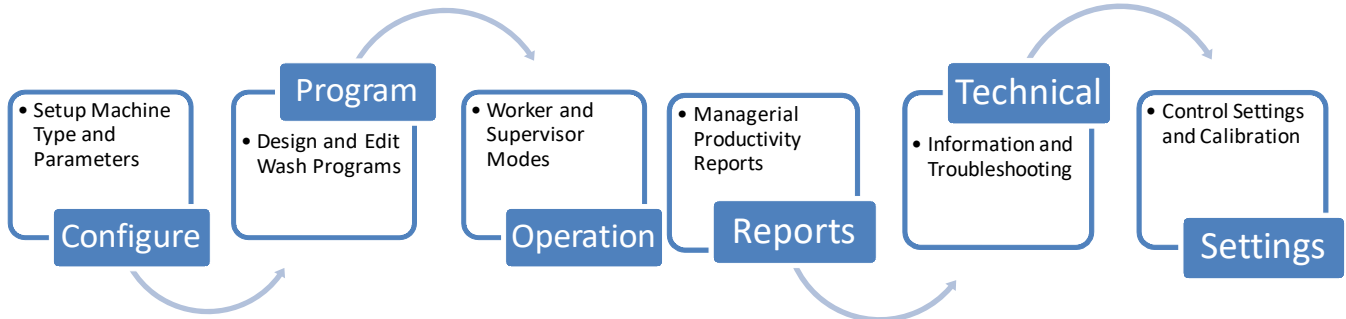 • Setup Machine
Type and
Parameters
Configure
Program
• Design and Edit
Wash Programs
• Worker and
Supervisor
Modes
Operation
• Managerial
Productivity
Reports
Reports
Technical
• Information and
Troubleshooting
• Control Settings
and Calibration
Settings